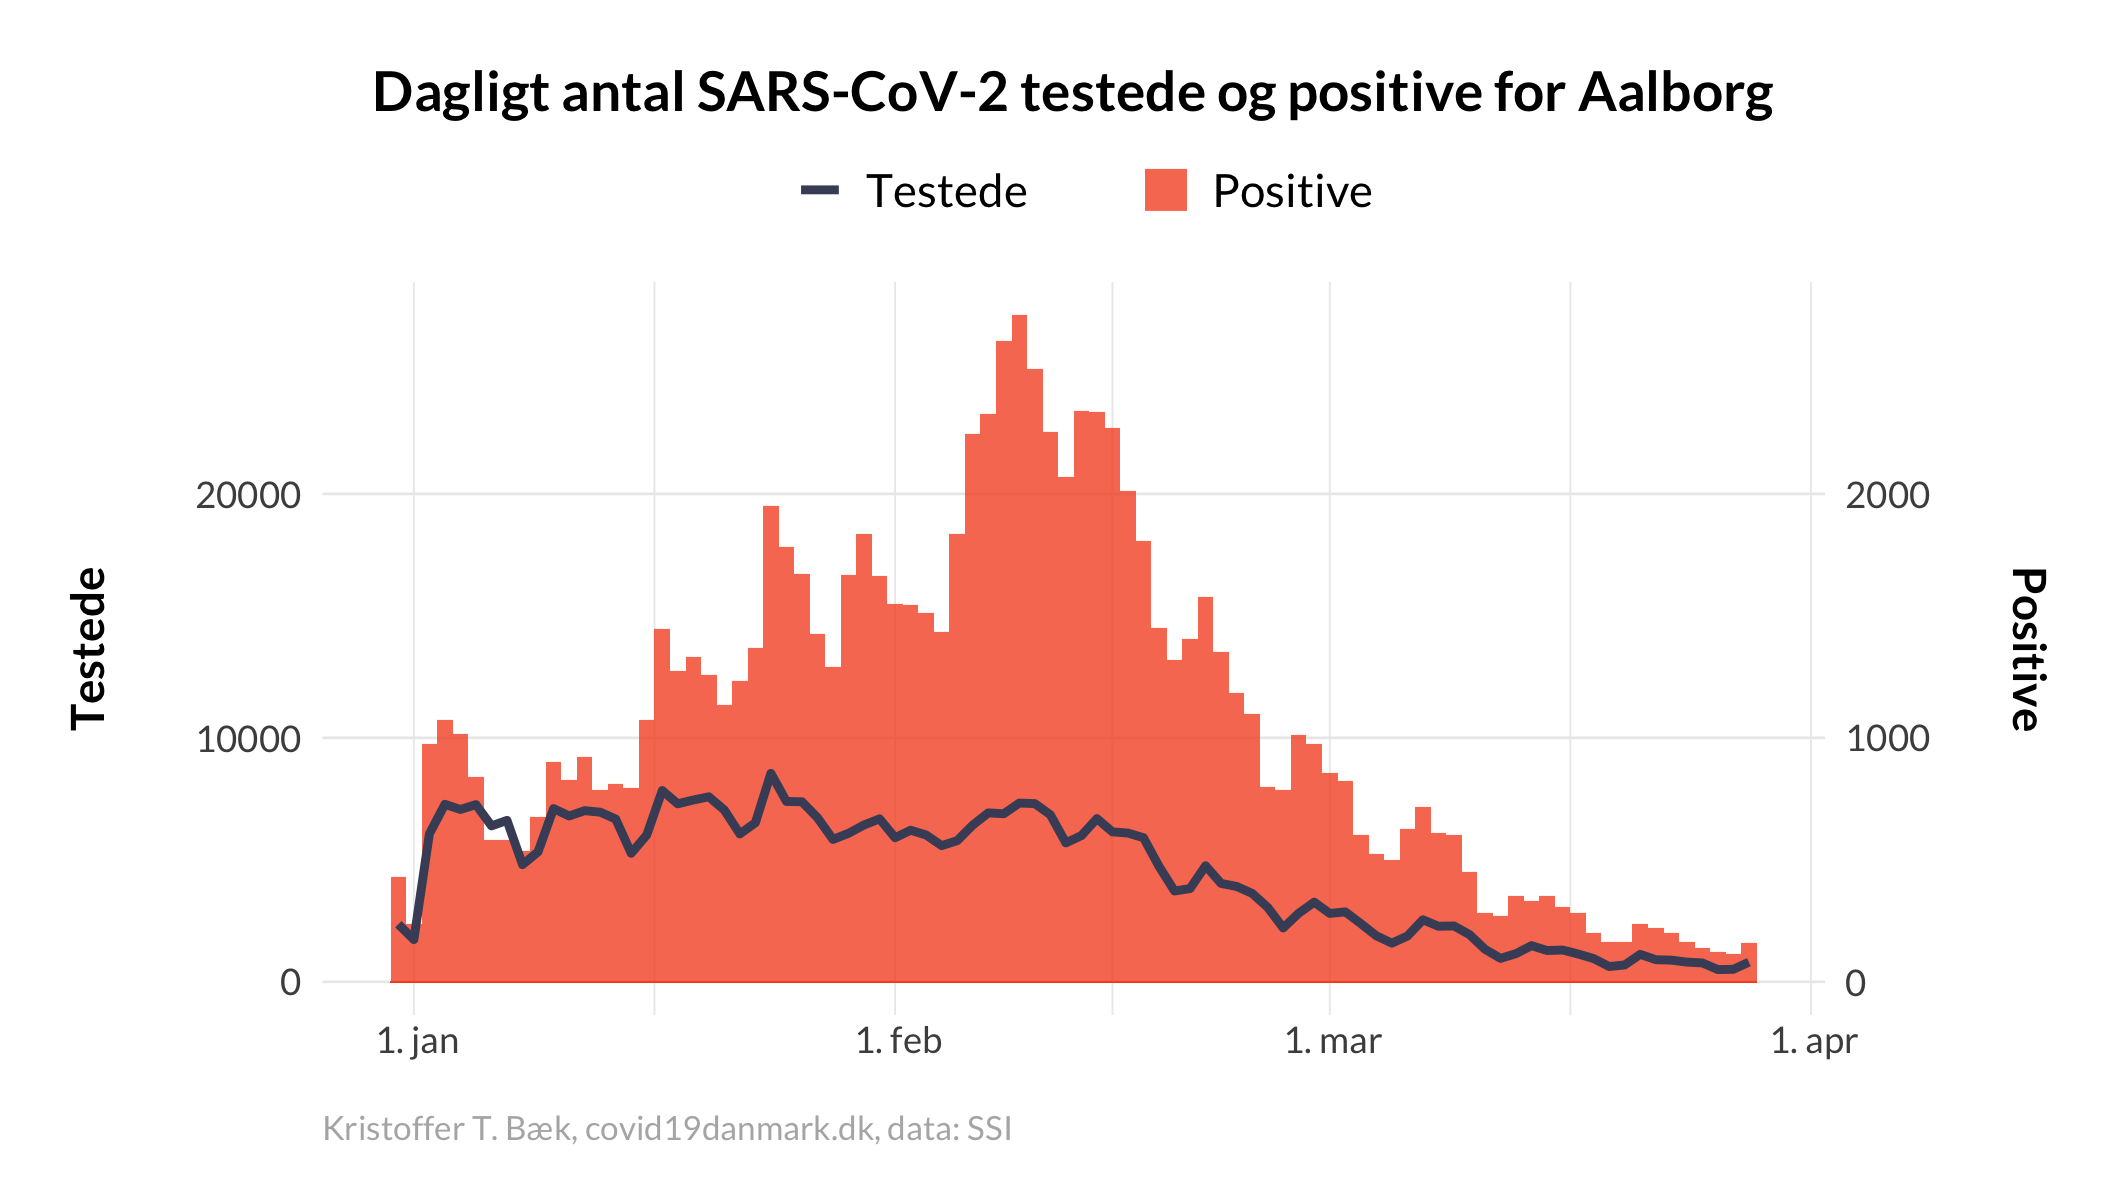 Dagligt antal SARS-CoV-2 testede og positive for Aalborg
Testede
Positive
Testede
20000
10000
0
2000
1000
0
Positive
1. jan
1. feb
1. mar
1. apr
Kristoffer T. Bæk, covid19danmark.dk, data: SSI